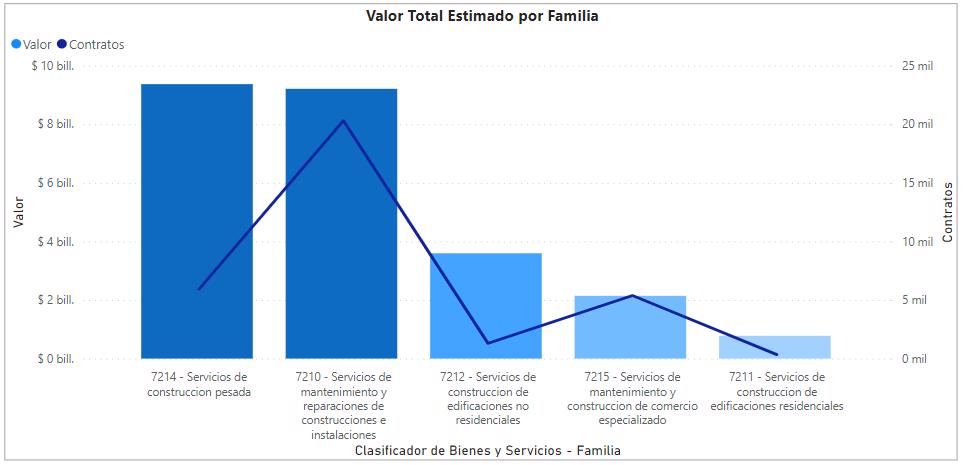 Valor Total Estimado por Familia
Valor Contratos
$ 10 bill.
$ 8 bill.
$ 6 bill.
$ 4 bill.
$ 2 bill.
$ 0 bill.
Valor
25 mil
20 mil
15 mil
10 mil
5 mil
0 mil
Contratos
7214 - Servicios de
construccion pesada
7210 - Servicios de
mantenimiento y
reparaciones de
construcciones e
instalaciones
7212 - Servicios de
construccion de
edificaciones no
residenciales
7215 - Servicios de
mantenimiento y
construccion de comercio
especializado
7211 - Servicios de
construccion de
edificaciones residenciales
Clasificador de Bienes y Servicios - Familia